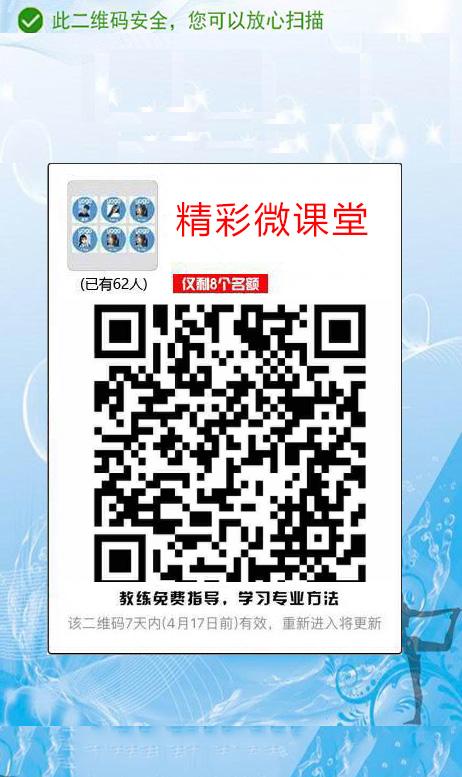 此二维码安全，您可以放心扫描
精彩微课堂
(已有62人)
仅剩8个名额
教练免费指导，学习专业方法
该二维码7天内(4月17日前)有效，重新进入将更新